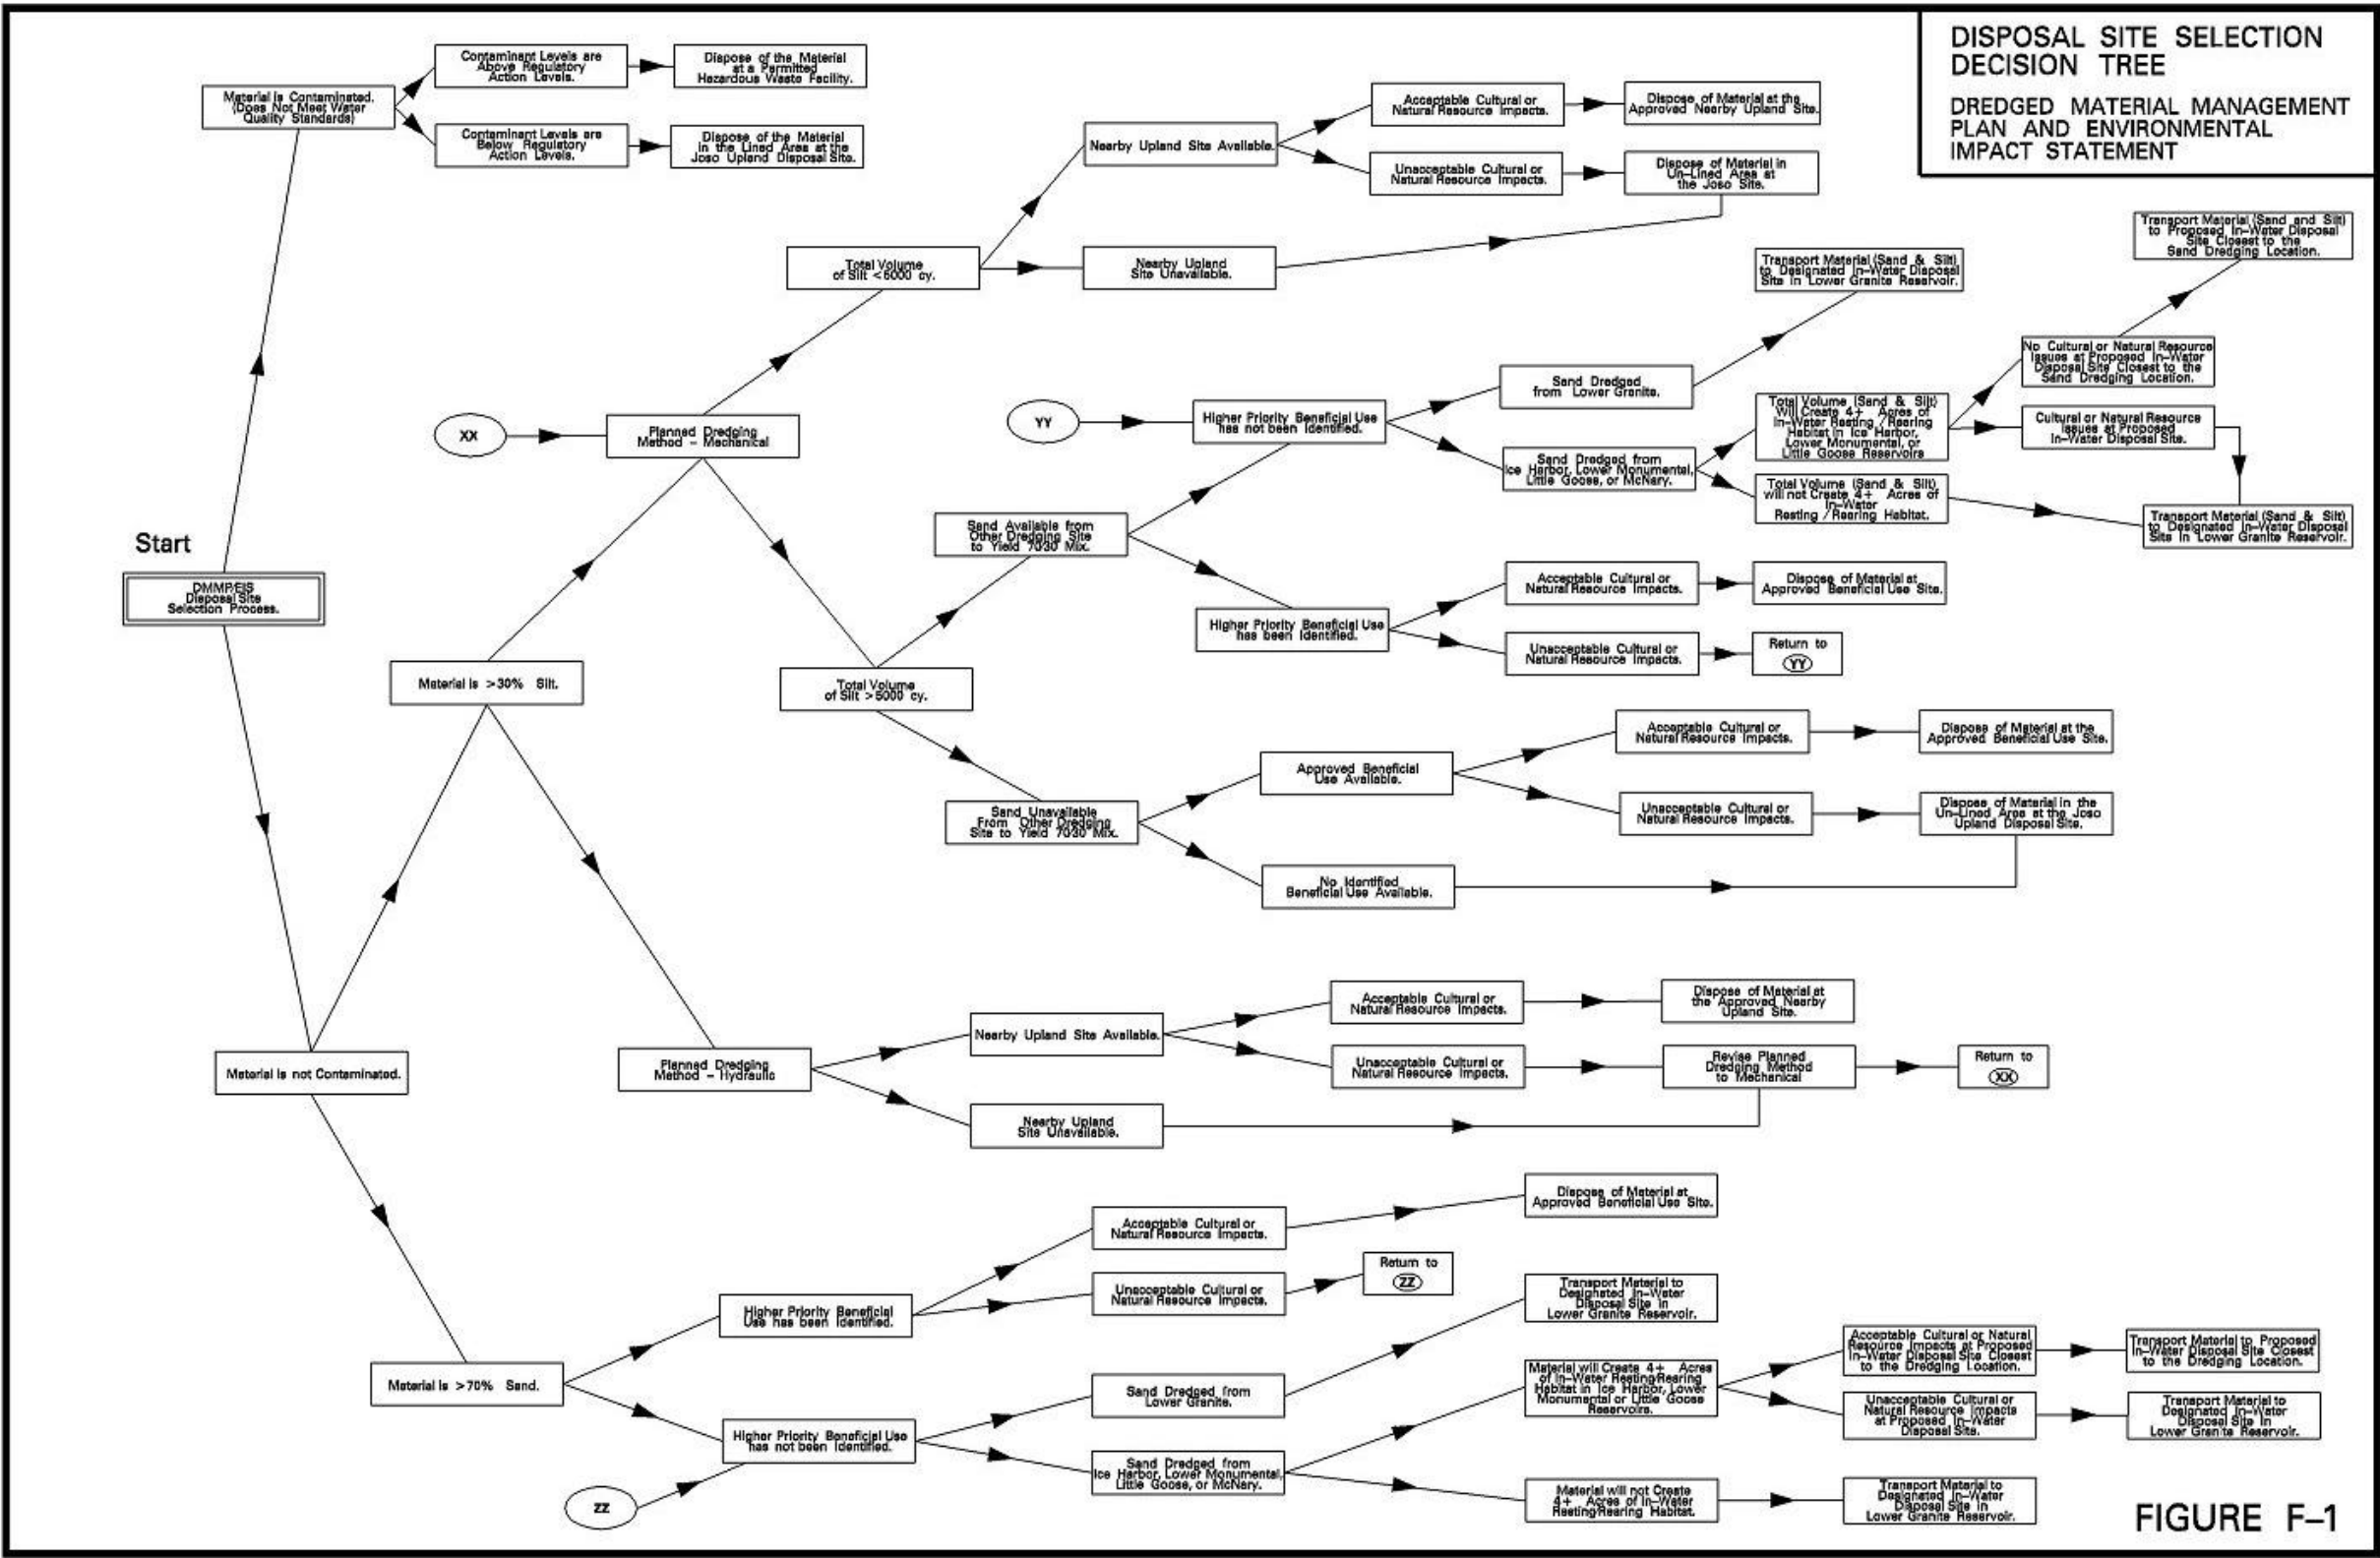 DISPOSAL SITE SELECTION
DECISION TREE
DREDGED MATERIAL MANAGEMENT
PLAN AND ENVIRONMENTAL
IMPACT STATEMENT
Contaminant Levels are
Above Regulatory
Action Levels.
Dispose of the Material
at a Permitted
Hazardous Waste Facility.
Material is Contaminated.
(Does Not Meet Water
Quality Standards)
Contaminant Levels are
Below Regulatory
Action Levels.
Dispose of the Material
in the Lined Area at the
Joso Upland Disposal Site.
Acceptable Cultural or
Natural Resource Impacts.
Dispose of Material at the
Approved Nearby Upland Site.
Nearby Upland Site Available.
Unacceptable Cultural or
Natural Resource Impacts.
Dispose of Material in
Un-Lined Area at
the Joso Site.
Total Volume
of Silt <5000 cy.
Nearby Upland
Site Unavailable.
Transport Material (Sand & Silt)
to Designated In-Water Disposal
Site in Lower Granite Reservoir.
Transport Material (Sand and Silt)
to Proposed In-Water Disposal
Site Closest to the
Sand Dredging Location.
XX
Planned Dredging
Method - Mechanical
YY
Higher Priority Beneficial Use
has not been Identified.
Sand Dredged
from Lower Granite.
No Cultural or Natural Resource
Issues at Proposed In-Water
Disposal Site Closest to the
Sand Dredging Location.
Total Volume (Sand & Silt)
Will Create 4+ Acres of
In-Water Resting / Rearing
Habitat in Ice Harbor,
Lower Monumental, or
Little Goose Reservoirs
Cultural or Natural Resource
Issues at Proposed
In-Water Disposal Site.
Sand Dredged from
Ice Harbor, Lower Monumental,
Little Goose, or McNary.
Total Volume (Sand & Silt)
will not Create 4+ Acres of
In-Water
Resting / Rearing Habitat.
Transport Material (Sand & Silt)
to Designated In-Water Disposal
Site in Lower Granite Reservoir.
Start
DMMP/EIS
Disposal Site
Selection Process.
Sand Available from
Other Dredging Site
to Yield 70/30 Mix.
Acceptable Cultural or
Natural Resource Impacts.
Dispose of Material at
Approved Beneficial Use Site.
Higher Priority Beneficial Use
has been Identified.
Unacceptable Cultural or
Natural Resource Impacts.
Return to
YY
Material is >30% Silt.
Total Volume
of Silt >5000 cy.
Acceptable Cultural or
Natural Resource Impacts.
Dispose of Material at the
Approved Beneficial Use Site.
Approved Beneficial
Use Available.
Sand Unavailable
From Other Dredging
Site to Yield 70/30 Mix.
Unacceptable Cultural or
Natural Resource Impacts.
Dispose of Material in the
Un-Lined Area at the Joso
Upland Disposal Site.
No Identified
Beneficial Use Available.
Acceptable Cultural or
Natural Resource Impacts.
Dispose of Material at
the Approved Nearby
Upland Site.
Nearby Upland Site Available.
Material is not Contaminated.
Planned Dredging
Method - Hydraulic
Unacceptable Cultural or
Natural Resource Impacts.
Revise Planned
Dredging Method
to Mechanical
Return to
XX
Nearby Upland
Site Unavailable.
Dispose of Material at
Approved Beneficial Use Site.
Acceptable Cultural or
Natural Resource Impacts.
Return to
ZZ
Unacceptable Cultural or
Natural Resource Impacts.
Higher Priority Beneficial
Use has been Identified.
Transport Material to
Designated In-Water
Disposal Site in
Lower Granite Reservoir.
Material is >70% Sand.
Sand Dredged from
Lower Granite.
Material will Create 4+ Acres
of In-Water Resting/Rearing
Habitat in Ice Harbor, Lower
Monumental or Little Goose
Reservoirs.
Acceptable Cultural or Natural
Resource Impacts at Proposed
In-Water Disposal Site Closest
to the Dredging Location.
Transport Material to Proposed
In-Water Disposal Site Closest
to the Dredging Location.
Unacceptable Cultural or
Natural Resource Impacts
at Proposed In-Water
Disposal Site.
Transport Material to
Designated In-Water
Disposal Site in
Lower Granite Reservoir.
Higher Priority Beneficial Use
has not been Identified.
Sand Dredged from
Ice Harbor, Lower Monumental,
Little Goose, or McNary.
ZZ
Material will not Create
4+ Acres of In-Water
Resting/Rearing Habitat.
Transport Material to
Designated In-Water
Disposal Site in
Lower Granite Reservoir.
FIGURE F-1